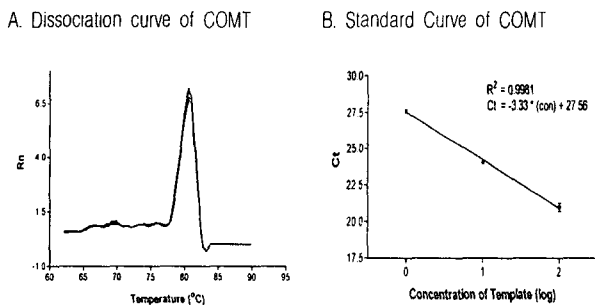 A. Dissociation curve of COMT
B. Standard Curve of COMT
Rn
6.5
4.0
1.5
-1.0
60 65 70 75 80 85 90 95
Temperature (°C)
Ct
30.0
27.5
25.0
22.5
20.0
17.5
R² = 0.9981
Ct = -3.33 * (con) + 27.56
0 1 2
Concentration of Template (log)